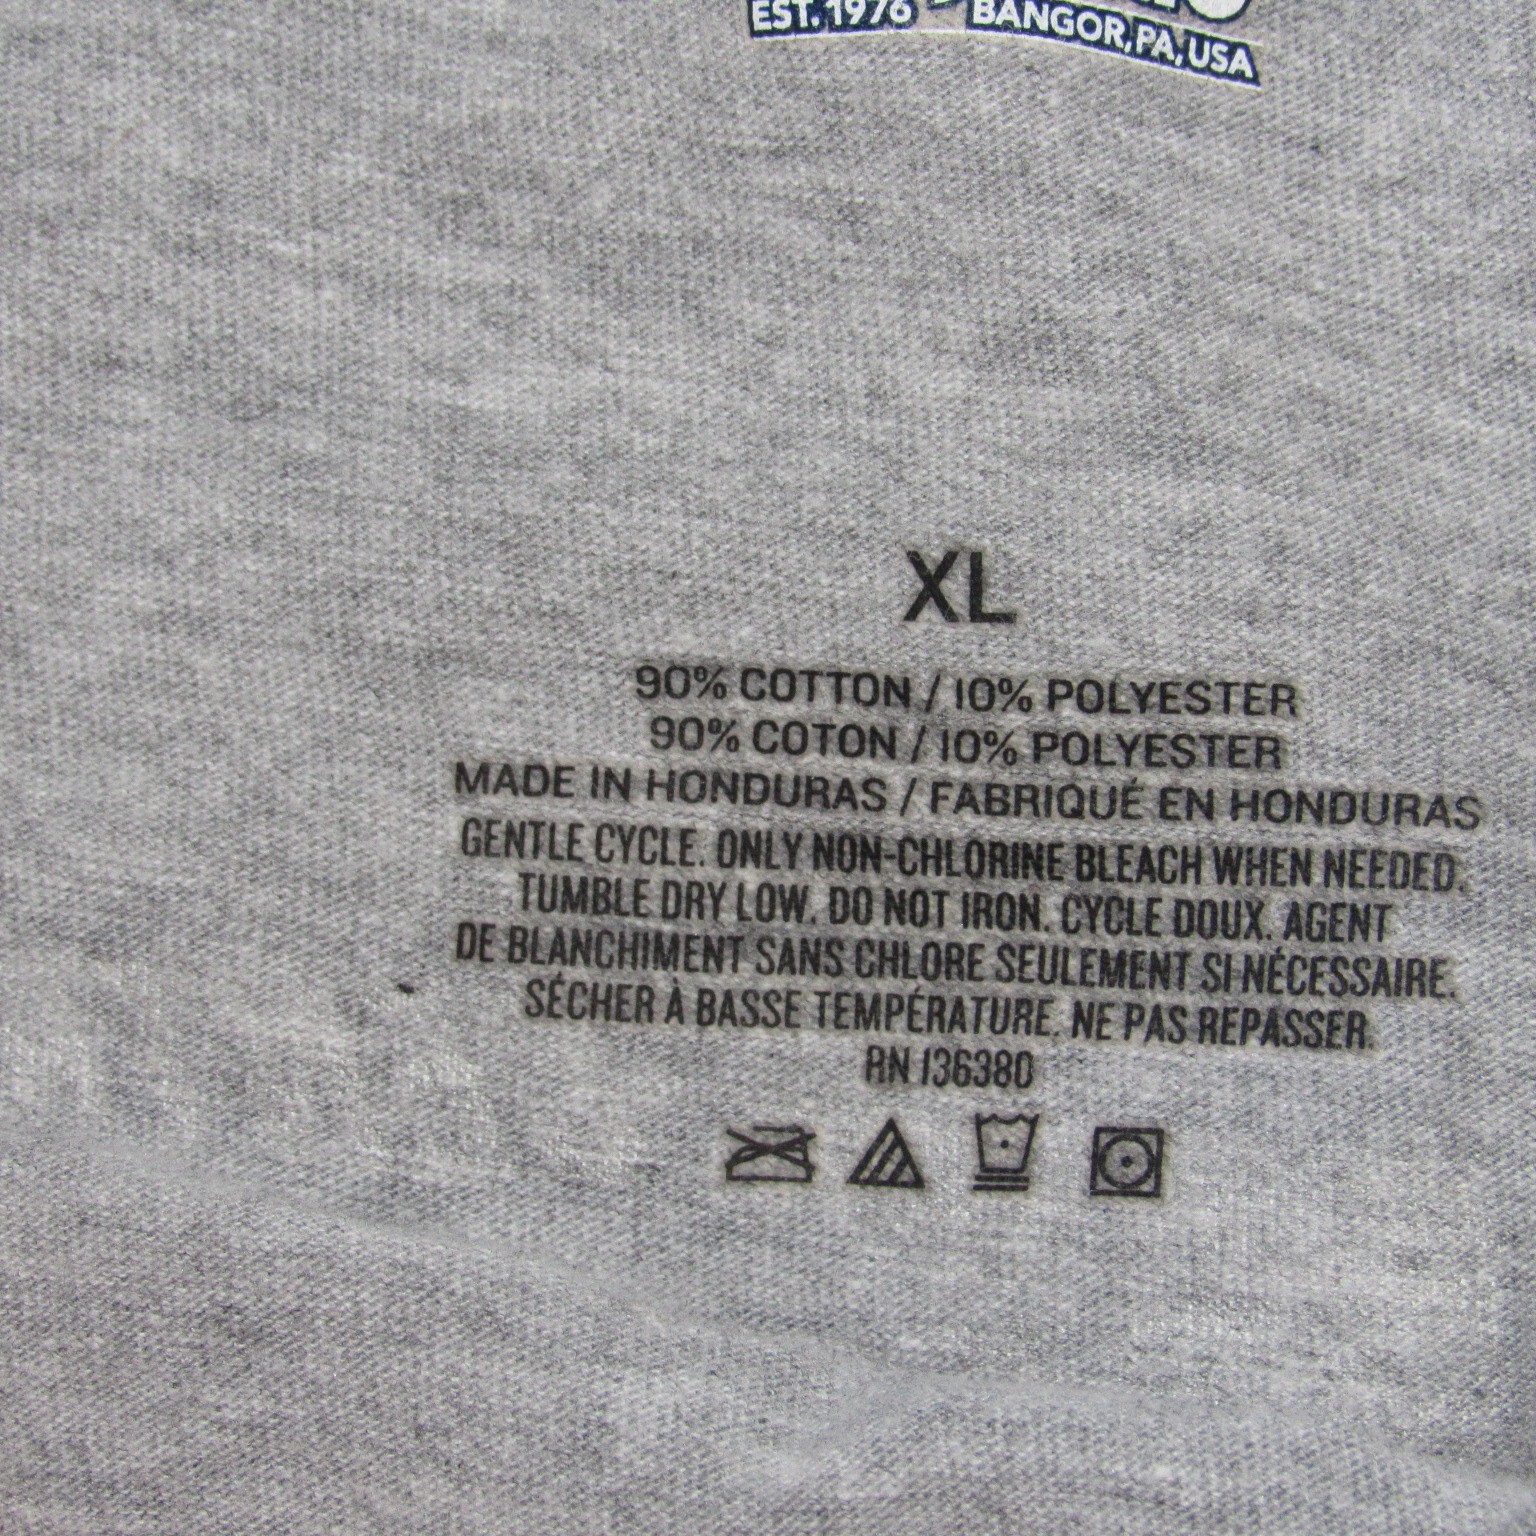 EST. 1976
BANGOR, PA, USA
XL
90% COTTON / 10% POLYESTER
90% COTON / 10% POLYESTER
MADE IN HONDURAS / FABRIQUÉ EN HONDURAS
GENTLE CYCLE. ONLY NON-CHLORINE BLEACH WHEN NEEDED.
TUMBLE DRY LOW. DO NOT IRON. CYCLE DOUX. AGENT
DE BLANCHIMENT SANS CHLORE SEULEMENT SI NÉCESSAIRE.
SÉCHER À BASSE TEMPÉRATURE. NE PAS REPASSER.
RN 136380